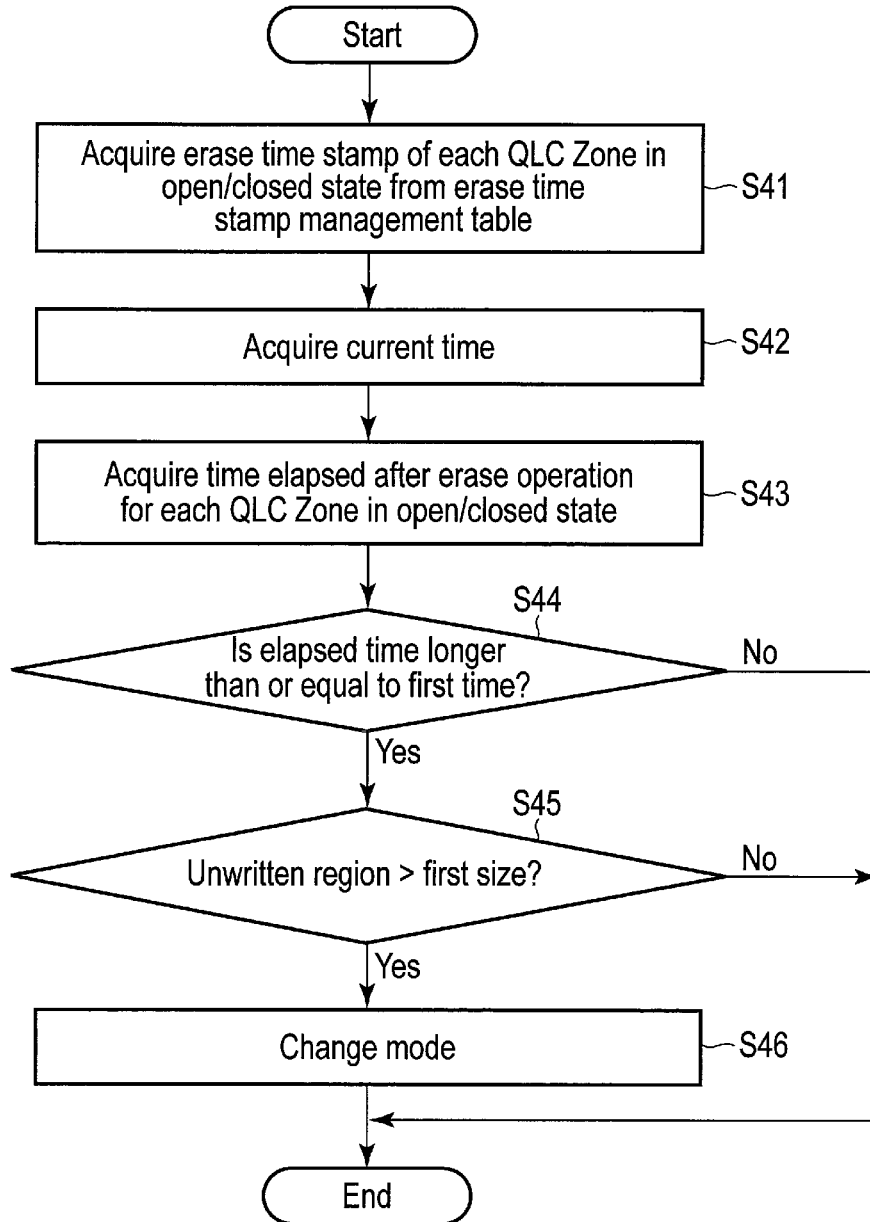 Start
Acquire erase time stamp of each QLC Zone in
open/closed state from erase time
stamp management table
S41
Acquire current time
S42
Acquire time elapsed after erase operation
for each QLC Zone in open/closed state
S43
S44
Is elapsed time longer
than or equal to first time?
No
Yes
S45
Unwritten region > first size?
No
Yes
Change mode
S46
End